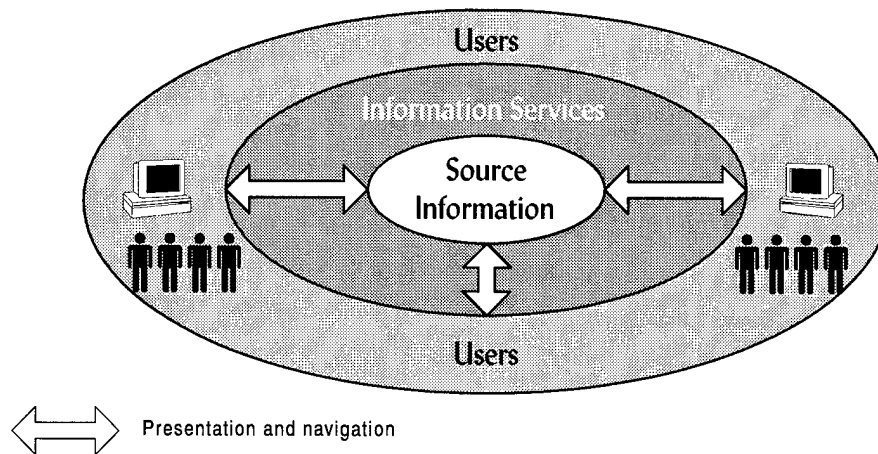 Users
Information Services
Source
Information
Users
Presentation and navigation